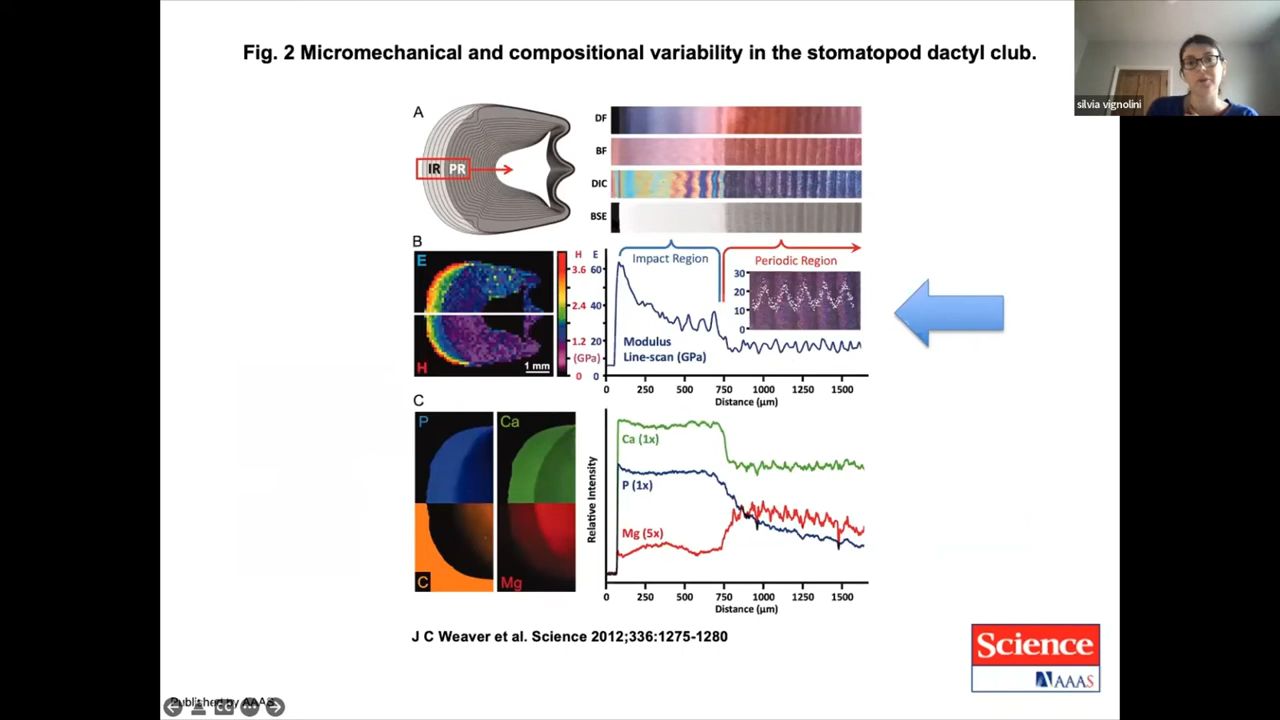 Fig. 2 Micromechanical and compositional variability in the stomatopod dactyl club.
silvia vignolini
A
IR PR
DF
BF
DIC
BSE
B
E
H
1 mm
H E
3.6
2.4
1.2
(GPa)
0
60
40
20
0
Impact Region
Periodic Region
30
20
10
0
Modulus
Line-scan (GPa)
0 250 500 750 1000 1250 1500
Distance (μm)
C
P
Ca
C
Mg
Relative Intensity
Ca (1x)
P (1x)
Mg (5x)
0 250 500 750 1000 1250 1500
Distance (μm)
J C Weaver et al. Science 2012;336:1275-1280
Science
AAAS
Published by AAAS